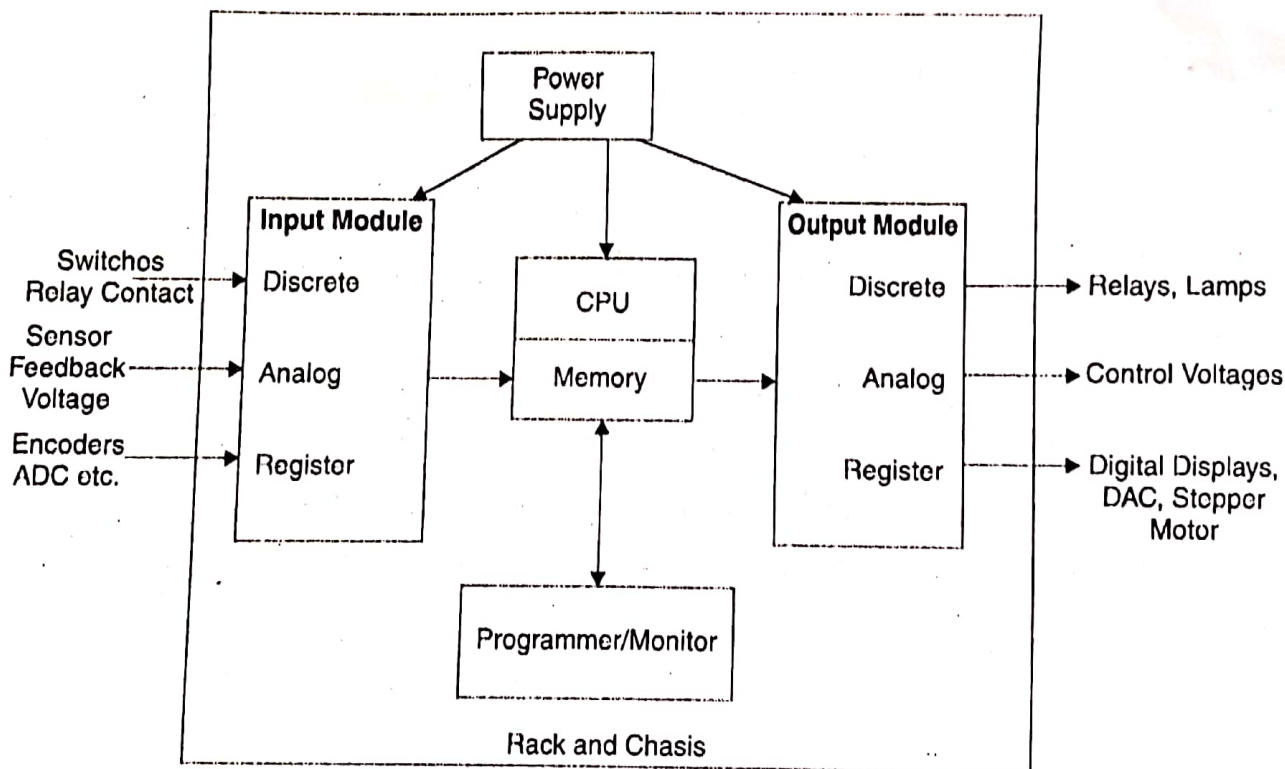 Power
Supply
Input Module
Output Module
Switches
Relay Contact
Discrete
CPU
Discrete
Relays, Lamps
Sensor
Feedback
Voltage
Analog
Memory
Analog
Control Voltages
Encoders
ADC etc.
Register
Register
Digital Displays,
DAC, Stepper
Motor
Programmer/Monitor
Rack and Chasis